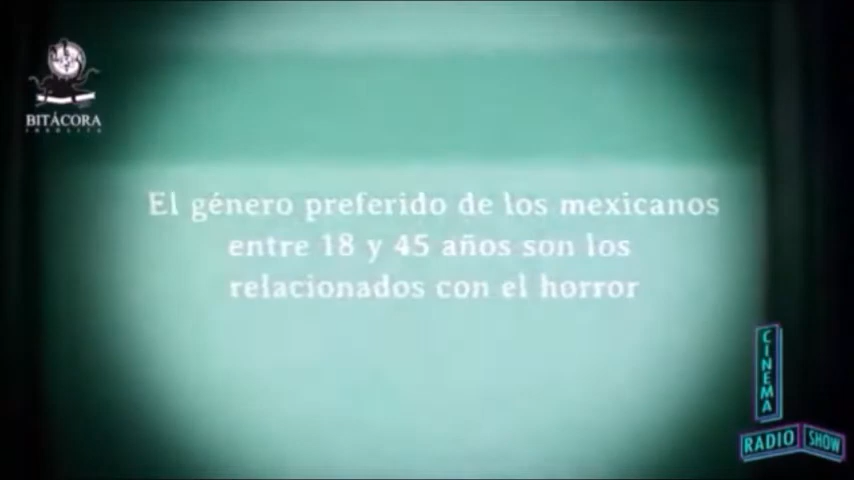 BITÁCORA
INSÓLITA
El género preferido de los mexicanos
entre 18 y 45 años son los
relacionados con el horror
CINEMA
RADIO SHOW